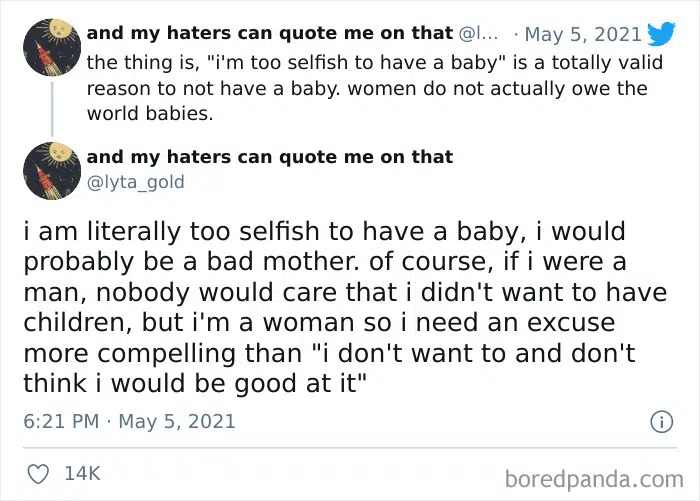 and my haters can quote me on that @l... · May 5, 2021
the thing is, "i'm too selfish to have a baby" is a totally valid
reason to not have a baby. women do not actually owe the
world babies.
and my haters can quote me on that
@lyta_gold
i am literally too selfish to have a baby, i would
probably be a bad mother. of course, if i were a
man, nobody would care that i didn't want to have
children, but i'm a woman so i need an excuse
more compelling than "i don't want to and don't
think i would be good at it"
6:21 PM · May 5, 2021
14K
boredpanda.com